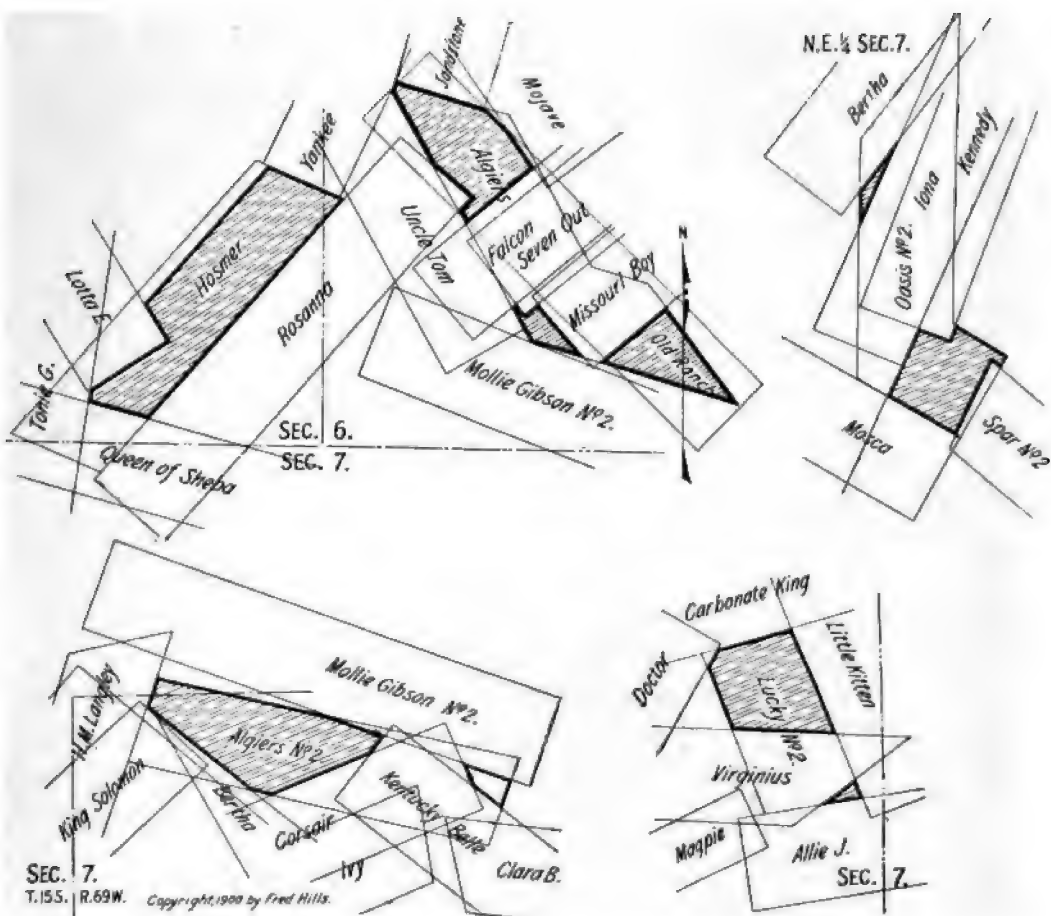 Sandstone
Mojave
Yankee
Algiers
Hosmer
Uncle Tom
Falcon
Seven Out
Lotta
Rosanna
Missouri Boy
N
Old Ranch
Tonie G.
Mollie Gibson Nº2.
SEC. 6.
SEC. 7.
Queen of Sheba
N.E.¼ SEC.7.
Bertha
Kennedy
Iona
Oasis Nº2.
Mosca
Spar Nº2
Mollie Gibson Nº2.
H.M. Langley
Algiers Nº2
King Solomon
Bertha
Corsair
Kentucky Belle
Ivy
Clara B.
SEC. 7.
T.15S. R.69W.
Copyright, 1900 by Fred Hills.
Carbonate King
Doctor
Little Kitten
Lucky Nº2.
Virginius
Magpie
Allie J.
SEC. 7.